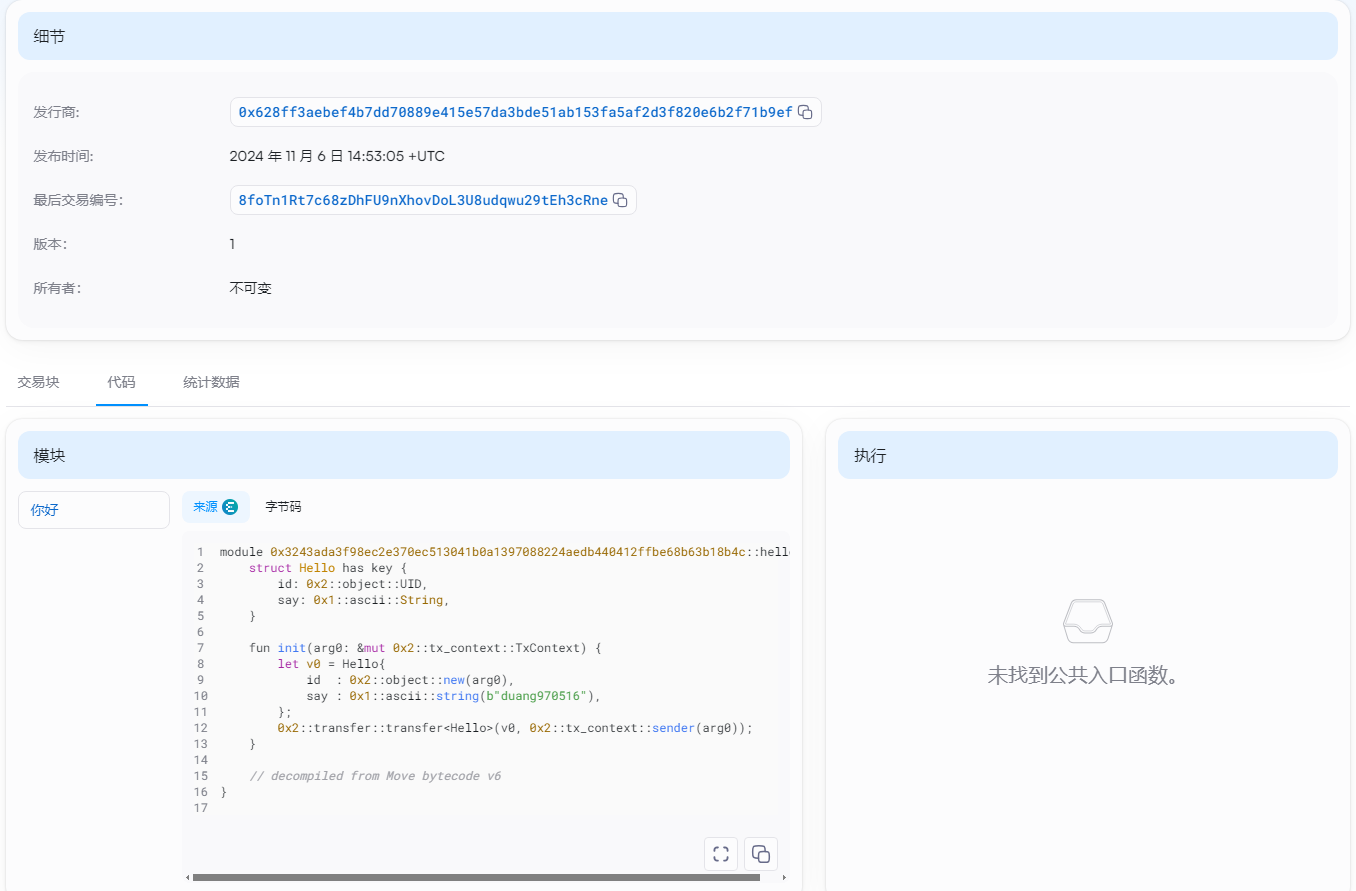 细节
发行商:
0x628ff3aebef4b7dd70889e415e57da3bde51ab153fa5af2d3f820e6b2f71b9ef
发布时间:
2024 年 11 月 6 日 14:53:05 +UTC
最后交易编号:
8foTn1Rt7c68zDhFU9nXhovDoL3U8udqwu29tEh3cRne
版本:
1
所有者:
不可变
交易块 代码 统计数据
模块
你好
来源 字节码
1 module 0x3243ada3f98ec2e370ec513041b0a1397088224aedb440412ffbe68b63b18b4c::hello
2 struct Hello has key {
3 id: 0x2::object::UID,
4 say: 0x1::ascii::String,
5 }
6
7 fun init(arg0: &mut 0x2::tx_context::TxContext) {
8 let v0 = Hello{
9 id  : 0x2::object::new(arg0),
10 say : 0x1::ascii::string(b"duang970516"),
11 };
12 0x2::transfer::transfer<Hello>(v0, 0x2::tx_context::sender(arg0));
13 }
14
15 // decompiled from Move bytecode v6
16 }
17
执行
未找到公共入口函数。